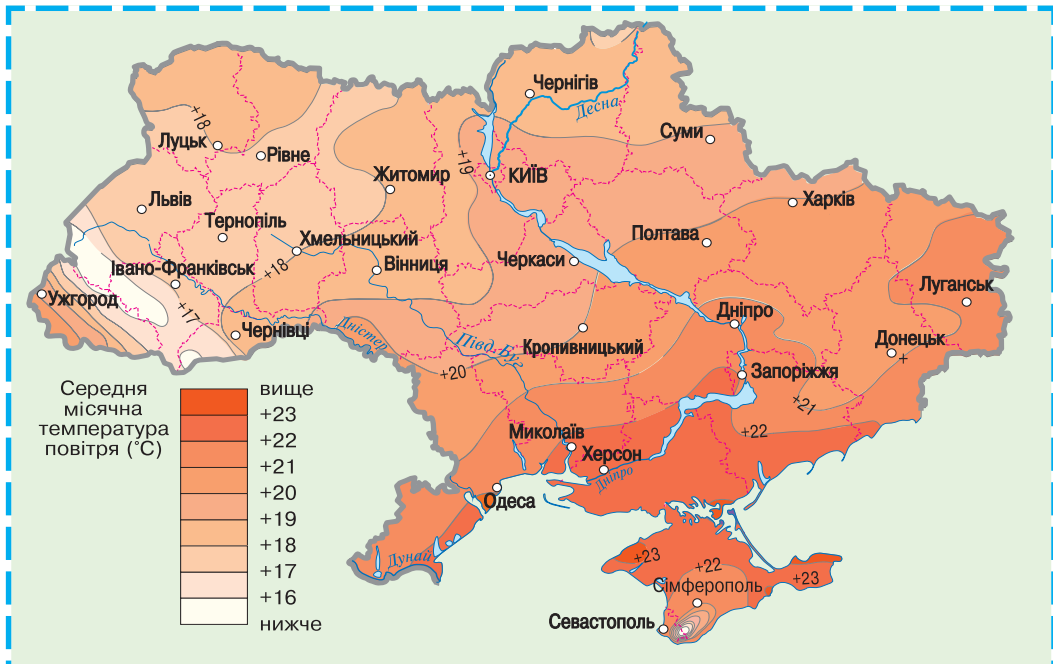 Чернігів
Десна
Суми
+18
Луцьк
Рівне
+19
КИЇВ
Житомир
Львів
Харків
Тернопіль
Полтава
Хмельницький
Черкаси
Вінниця
Івано-Франківськ
+18
Луганськ
Ужгород
+17
Чернівці
Дністер
Півд. Буг
Дніпро
Кропивницький
Донецьк
+
+20
Запоріжжя
+21
+22
Миколаїв
Херсон
Дніпро
Одеса
Дунай
+23
+22
+23
Сімферополь
Севастополь
Середня
місячна
температура
повітря (°С)
вище
+23
+22
+21
+20
+19
+18
+17
+16
нижче